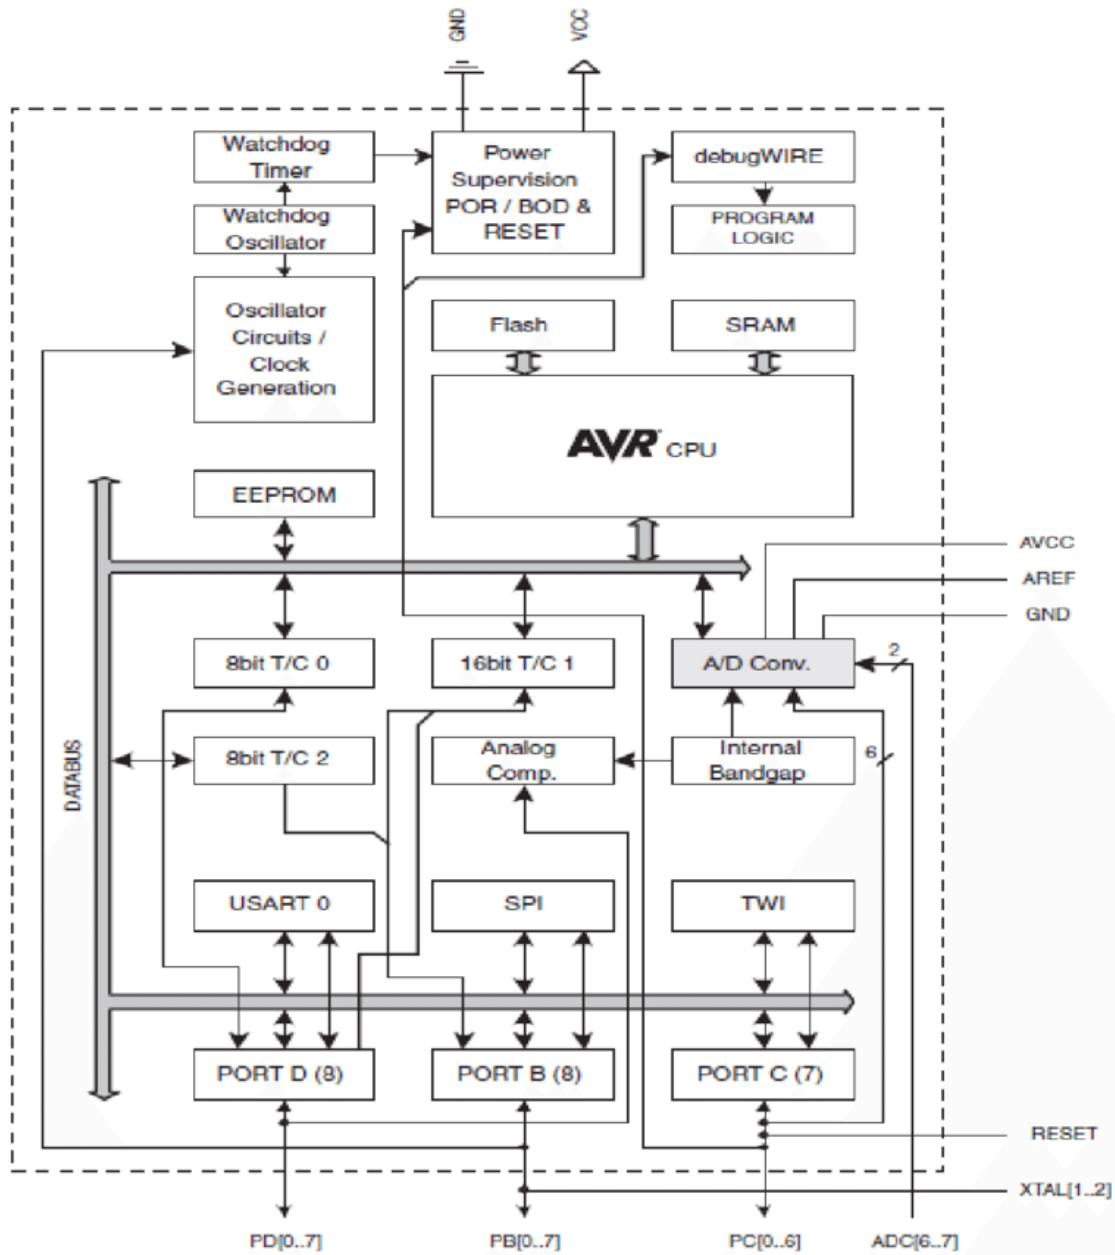 GND
VCC
Watchdog
Timer
Power
Supervision
POR / BOD &
RESET
debugWIRE
Watchdog
Oscillator
PROGRAM
LOGIC
Oscillator
Circuits /
Clock
Generation
Flash
SRAM
AVR CPU
EEPROM
AVCC
AREF
GND
8bit T/C 0
16bit T/C 1
A/D Conv.
2
8bit T/C 2
Analog
Comp.
Internal
Bandgap
6
DATABUS
USART 0
SPI
TWI
PORT D (8)
PORT B (8)
PORT C (7)
RESET
XTAL[1..2]
PD[0..7]
PB[0..7]
PC[0..6]
ADC[6..7]